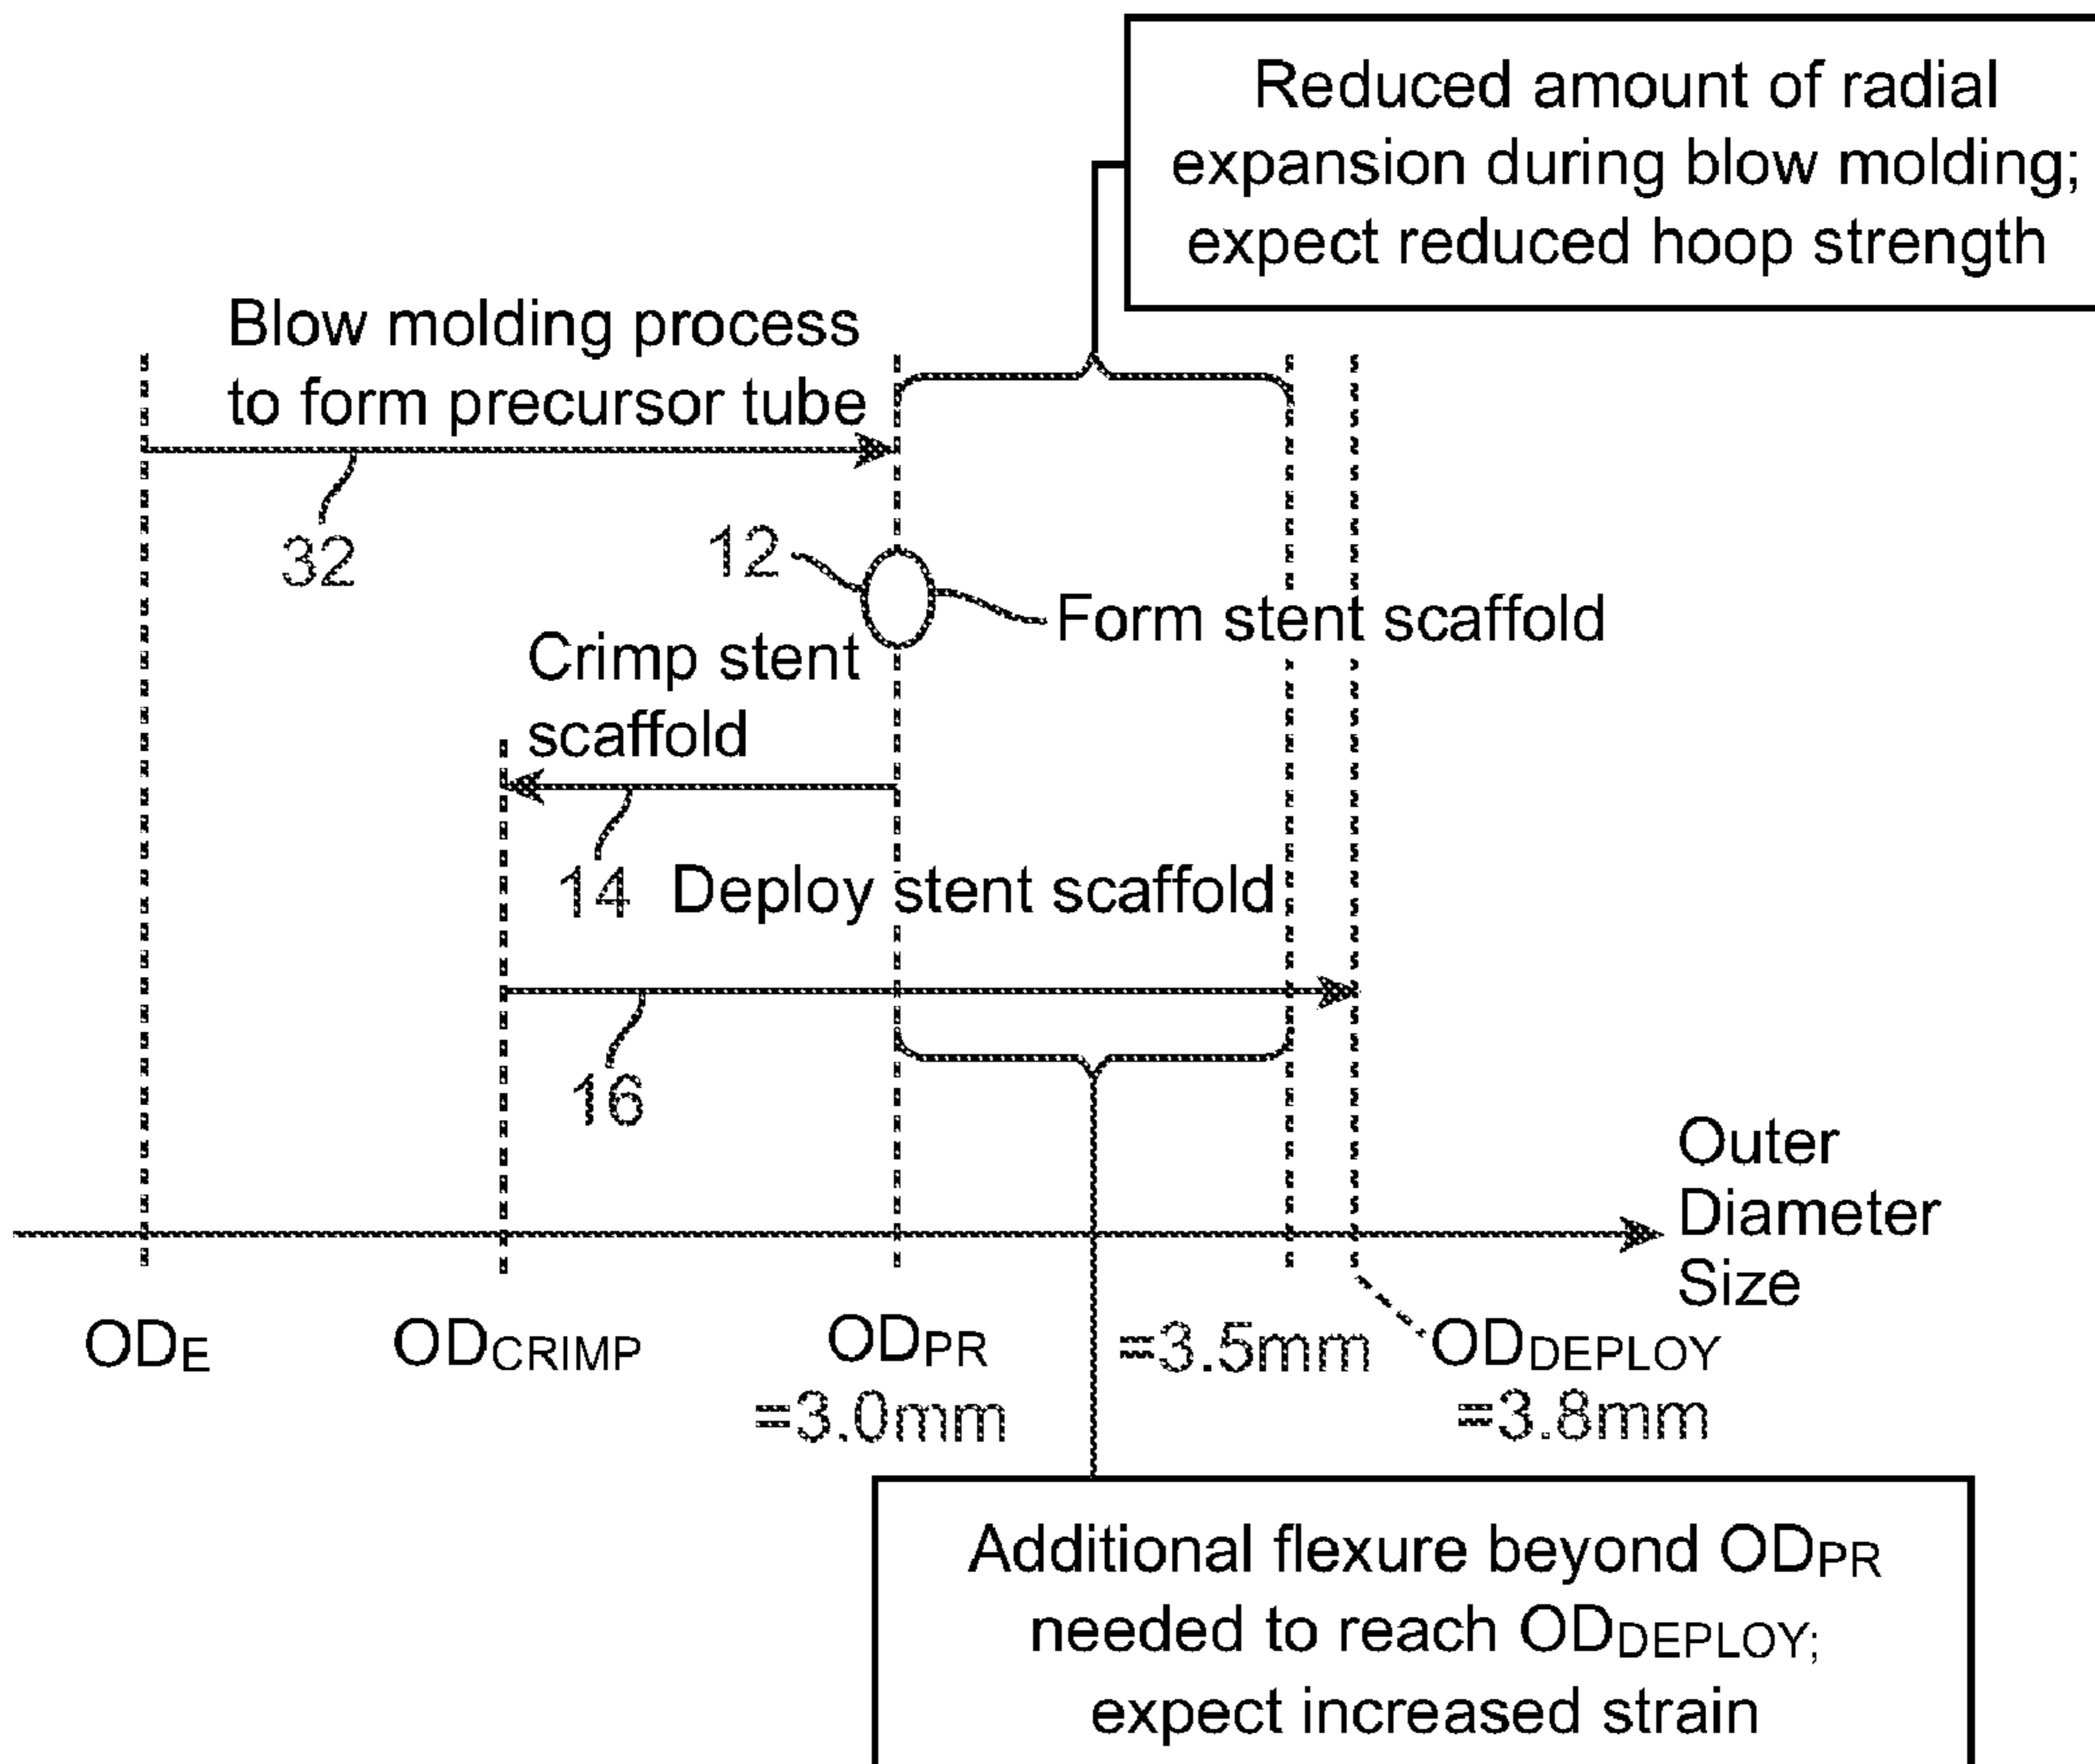 Reduced amount of radial
expansion during blow molding;
expect reduced hoop strength
Blow molding process
to form precursor tube
32
12
Form stent scaffold
Crimp stent
scaffold
14
Deploy stent scaffold
16
Outer
Diameter
Size
ODE
ODCRIMP
ODPR
=3.0mm
=3.5mm
ODDEPLOY
=3.8mm
Additional flexure beyond ODPR
needed to reach ODDEPLOY;
expect increased strain